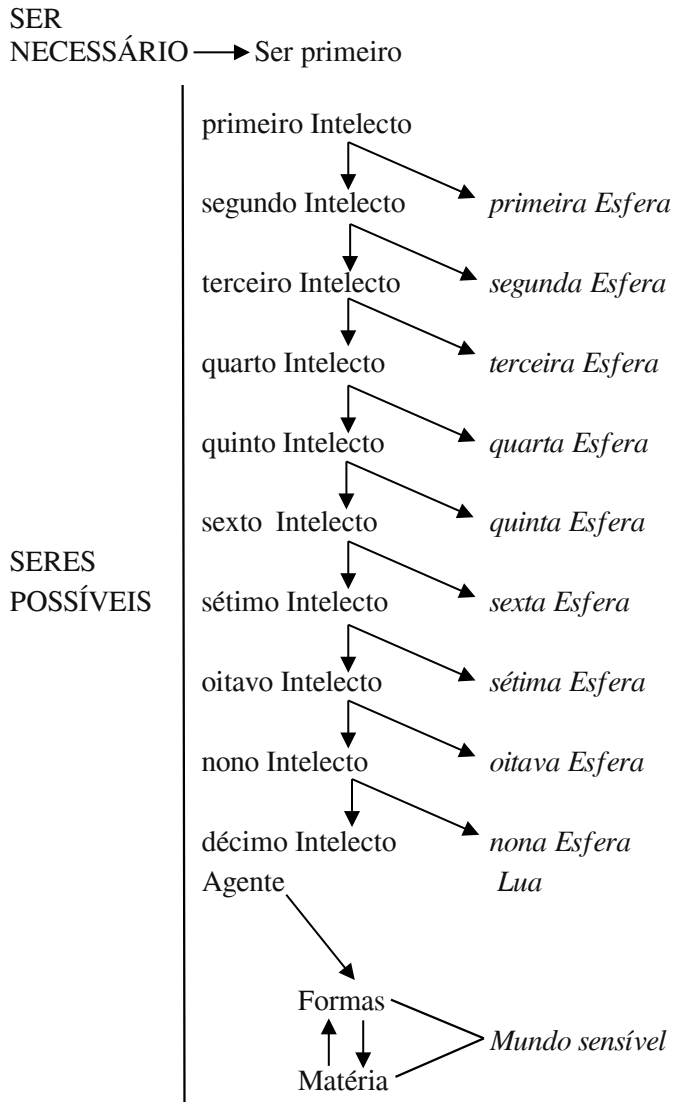 SER
NECESSÁRIO Ser primeiro
primeiro Intelecto
segundo Intelecto primeira Esfera
terceiro Intelecto segunda Esfera
quarto Intelecto terceira Esfera
quinto Intelecto quarta Esfera
sexto Intelecto quinta Esfera
SERES
POSSÍVEIS sétimo Intelecto sexta Esfera
oitavo Intelecto sétima Esfera
nono Intelecto oitava Esfera
décimo Intelecto nona Esfera
Agente Lua
Formas
Mundo sensível
Matéria